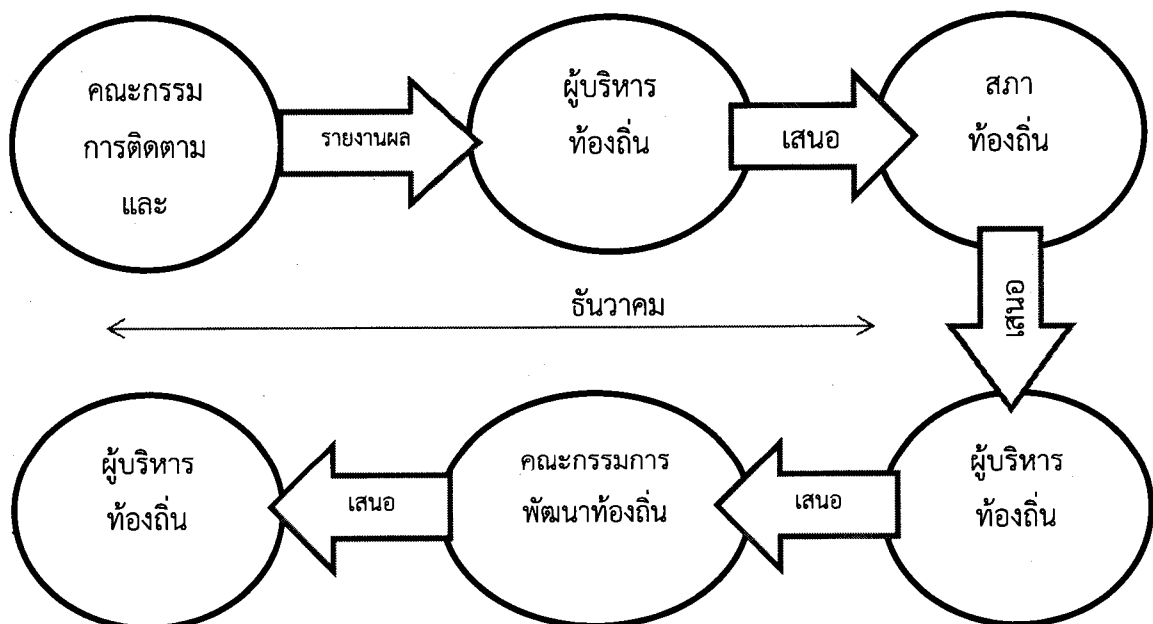 คณะกรรม
การติดตาม
และ
รายงานผล
ผู้บริหาร
ท้องถิ่น
เสนอ
สภา
ท้องถิ่น
เสนอ
ธันวาคม
ผู้บริหาร
ท้องถิ่น
เสนอ
คณะกรรมการ
พัฒนาท้องถิ่น
เสนอ
ผู้บริหาร
ท้องถิ่น